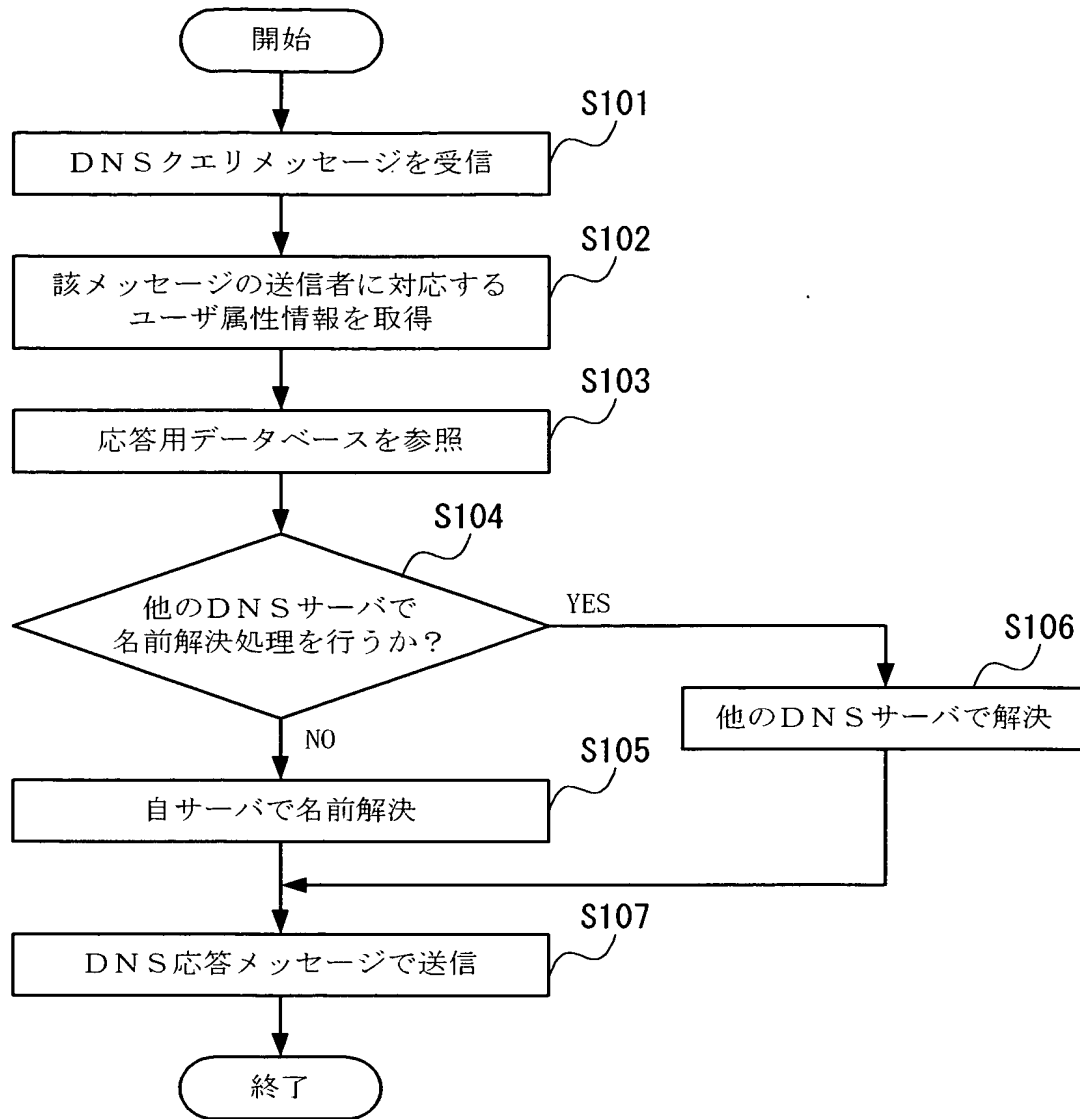 開始
S101
DNSクエリメッセージを受信
S102
該メッセージの送信者に対応する
ユーザ属性情報を取得
S103
応答用データベースを参照
S104
他のDNSサーバで
名前解決処理を行うか？
YES
S106
他のDNSサーバで解決
NO
S105
自サーバで名前解決
S107
DNS応答メッセージで送信
終了